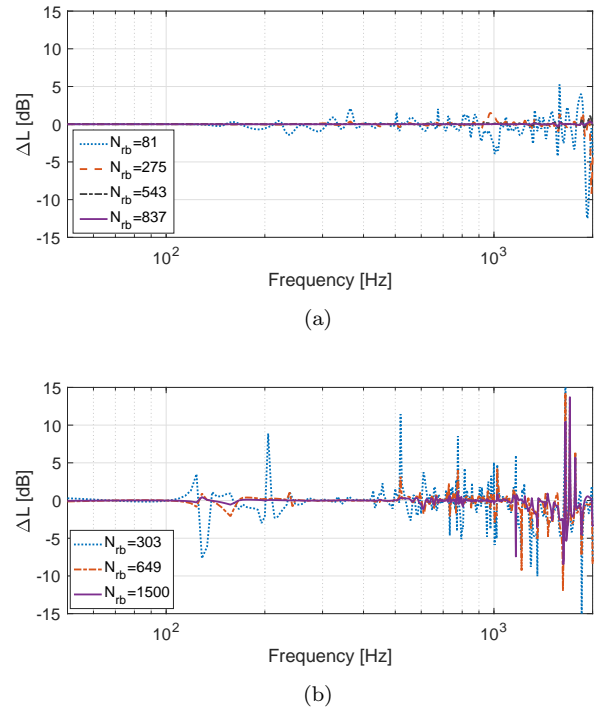 15
10
5
0
-5
-10
-15
ΔL [dB]
N_rb=81
N_rb=275
N_rb=543
N_rb=837
10^2
10^3
Frequency [Hz]
(a)
15
10
5
0
-5
-10
-15
ΔL [dB]
N_rb=303
N_rb=649
N_rb=1500
10^2
10^3
Frequency [Hz]
(b)